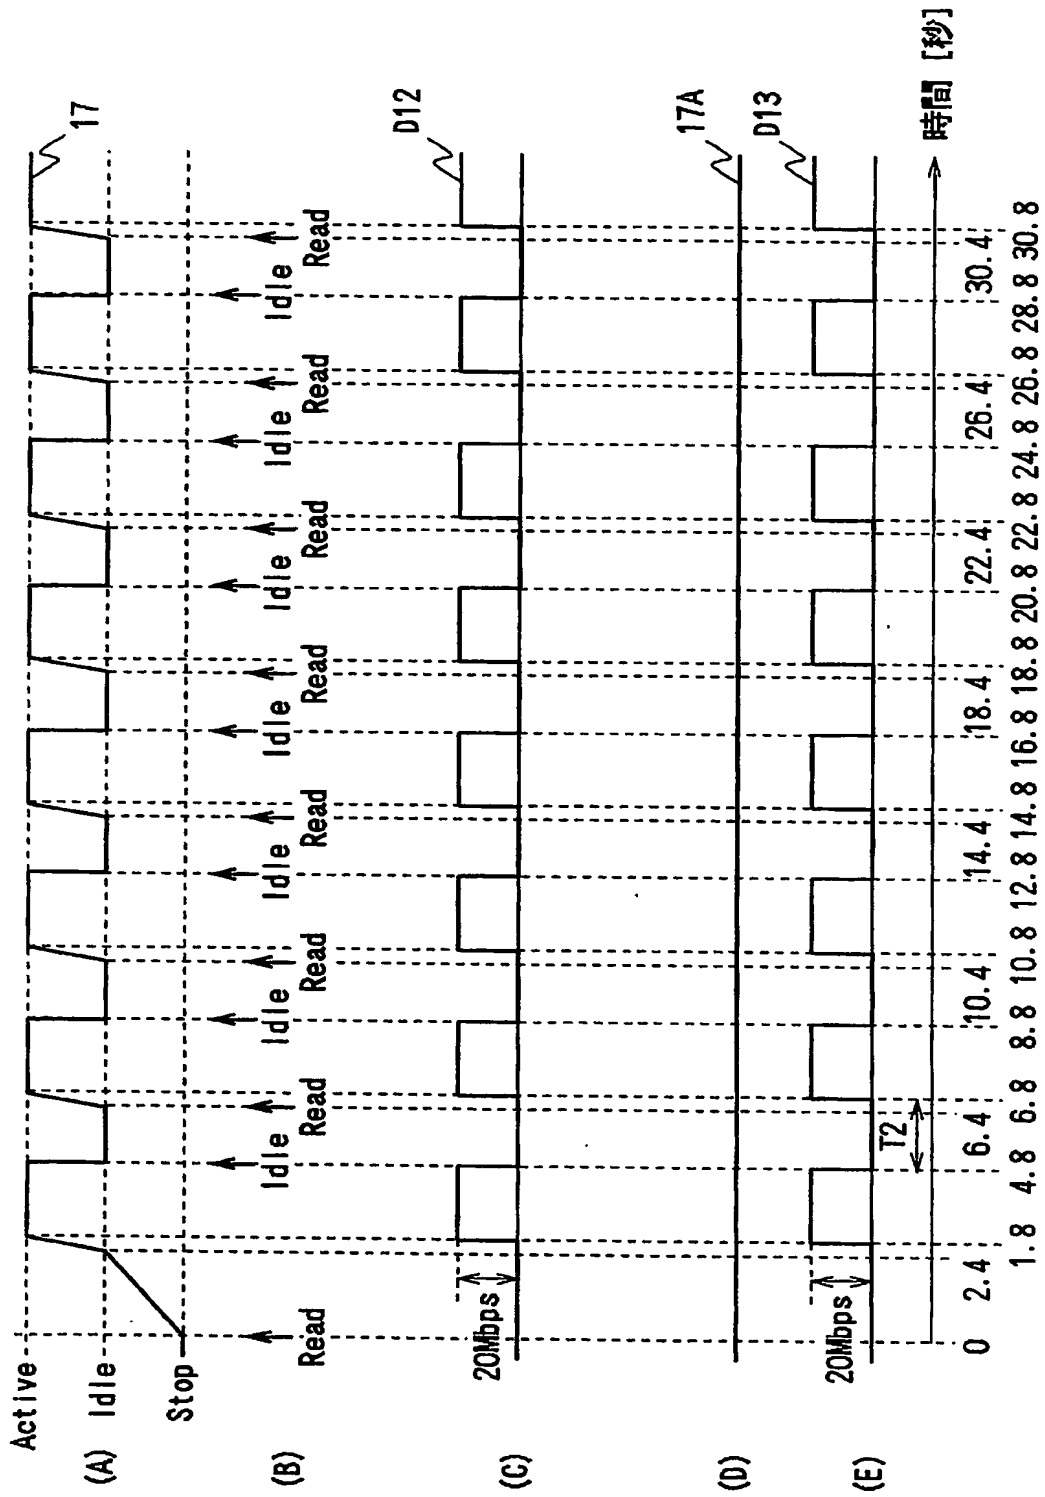 (A)
Active
Idle
Stop
17
(B)
Read
Idle
Read
Idle
Read
Idle
Read
Idle
Read
Idle
Read
Idle
Read
Idle
Read
(C)
20Mbps
D12
(D)
17A
(E)
20Mbps
D13
T2
時間 [秒]
0 2.4 6.4 10.4 14.4 18.4 22.4 26.4 30.4
1.8 4.8 6.8 8.8 10.8 12.8 14.8 16.8 18.8 20.8 22.8 24.8 26.8 28.8 30.8